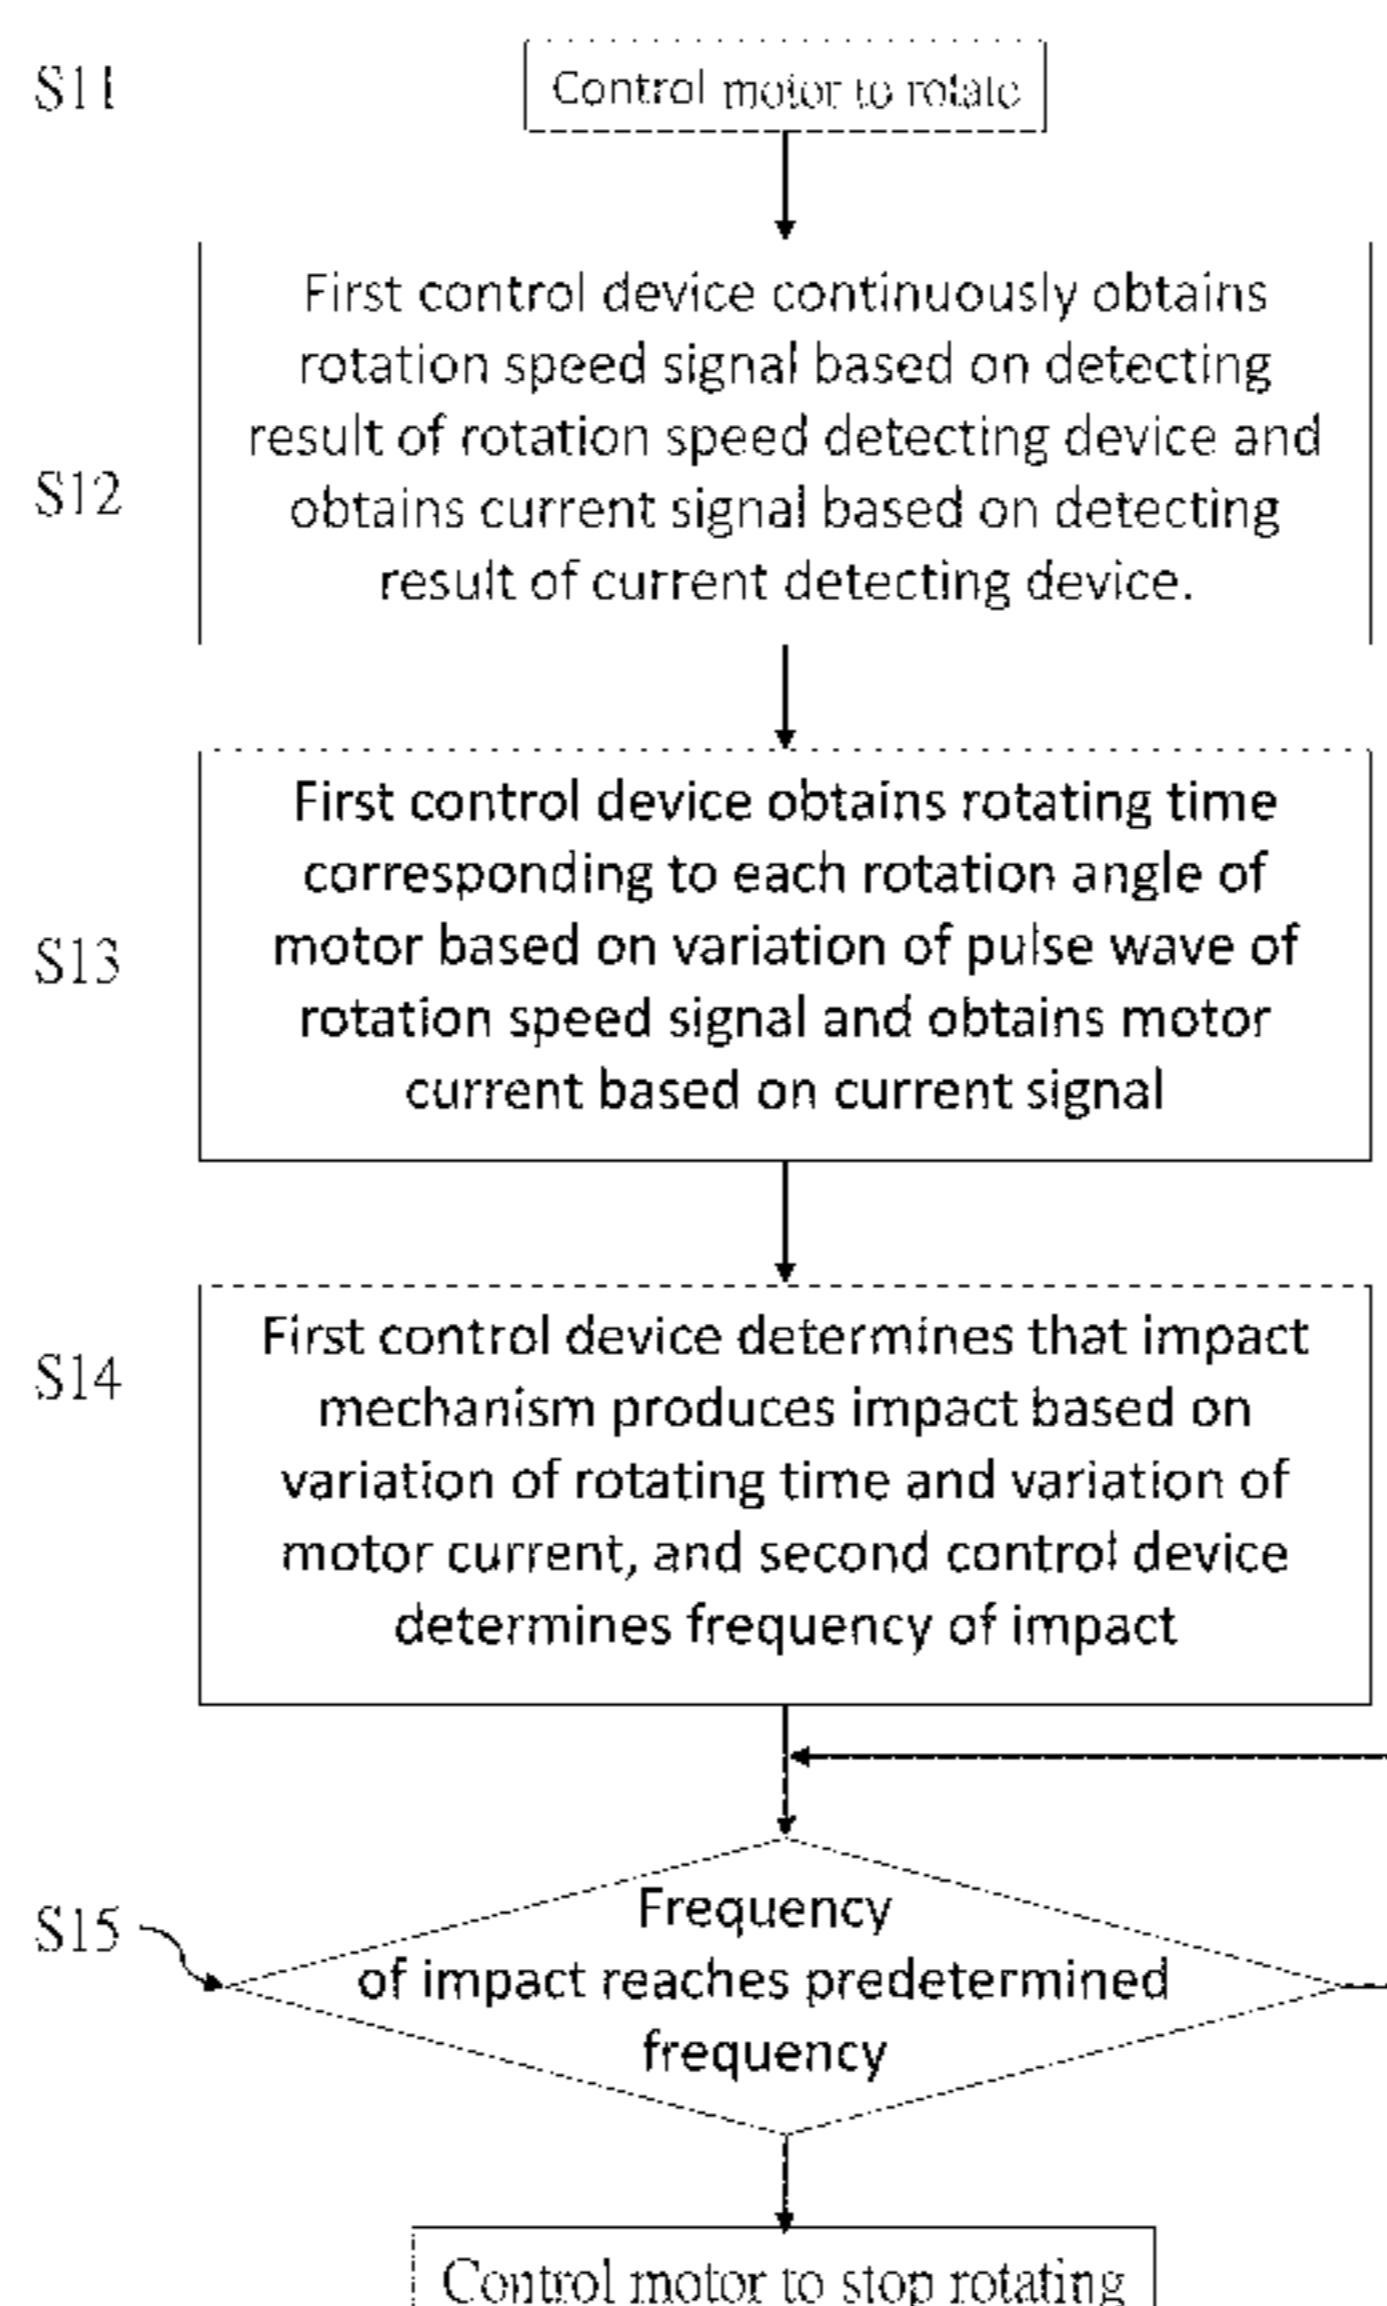 S11
Control motor to rotate
First control device continuously obtains
rotation speed signal based on detecting
result of rotation speed detecting device and
S12
obtains current signal based on detecting
result of current detecting device.
First control device obtains rotating time
corresponding to each rotation angle of
S13
motor based on variation of pulse wave of
rotation speed signal and obtains motor
current based on current signal
First control device determines that impact
S14
mechanism produces impact based on
variation of rotating time and variation of
motor current, and second control device
determines frequency of impact
S15
Frequency
of impact reaches predetermined
frequency
Control motor to stop rotating